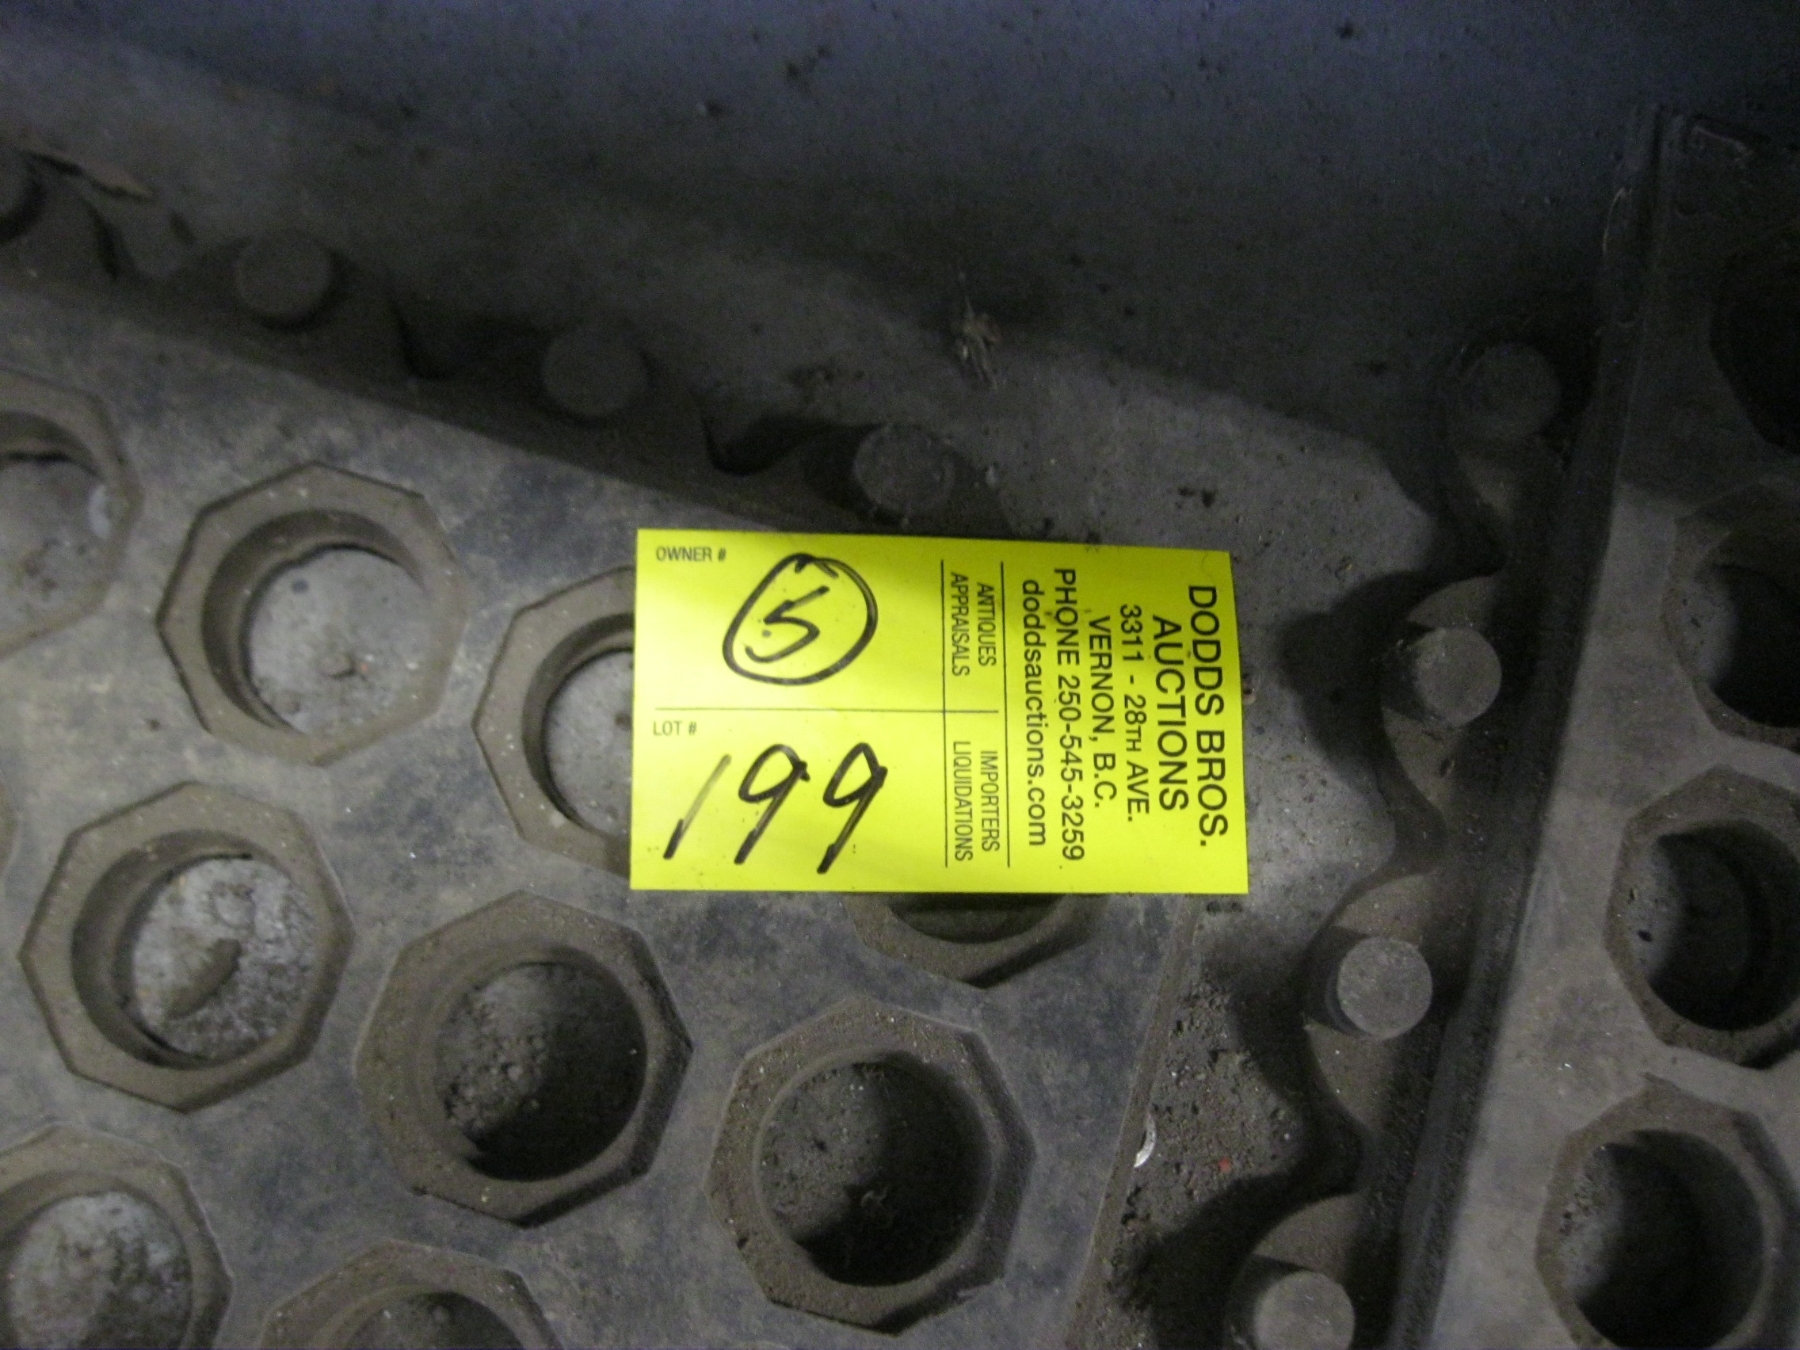 DODDS BROS.
AUCTIONS
3311 - 28TH AVE.
VERNON, B.C.
PHONE 250-545-3259
doddsauctions.com
ANTIQUES
APPRAISALS
IMPORTERS
LIQUIDATIONS
OWNER #
5
LOT #
199